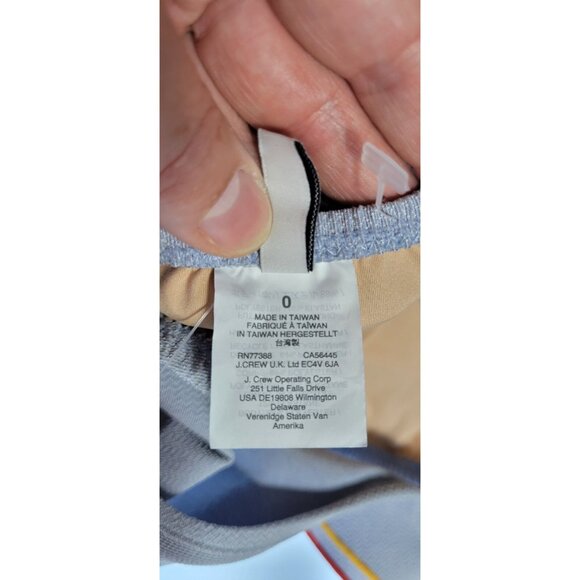 0
MADE IN TAIWAN
FABRIQUÉ À TAÏWAN
IN TAIWAN HERGESTELLT
台灣製
RN77388 CA56445
J.CREW U.K. Ltd EC4V 6JA
J. Crew Operating Corp
251 Little Falls Drive
USA DE19808 Wilmington
Delaware
Verenidge Staten Van
Amerika